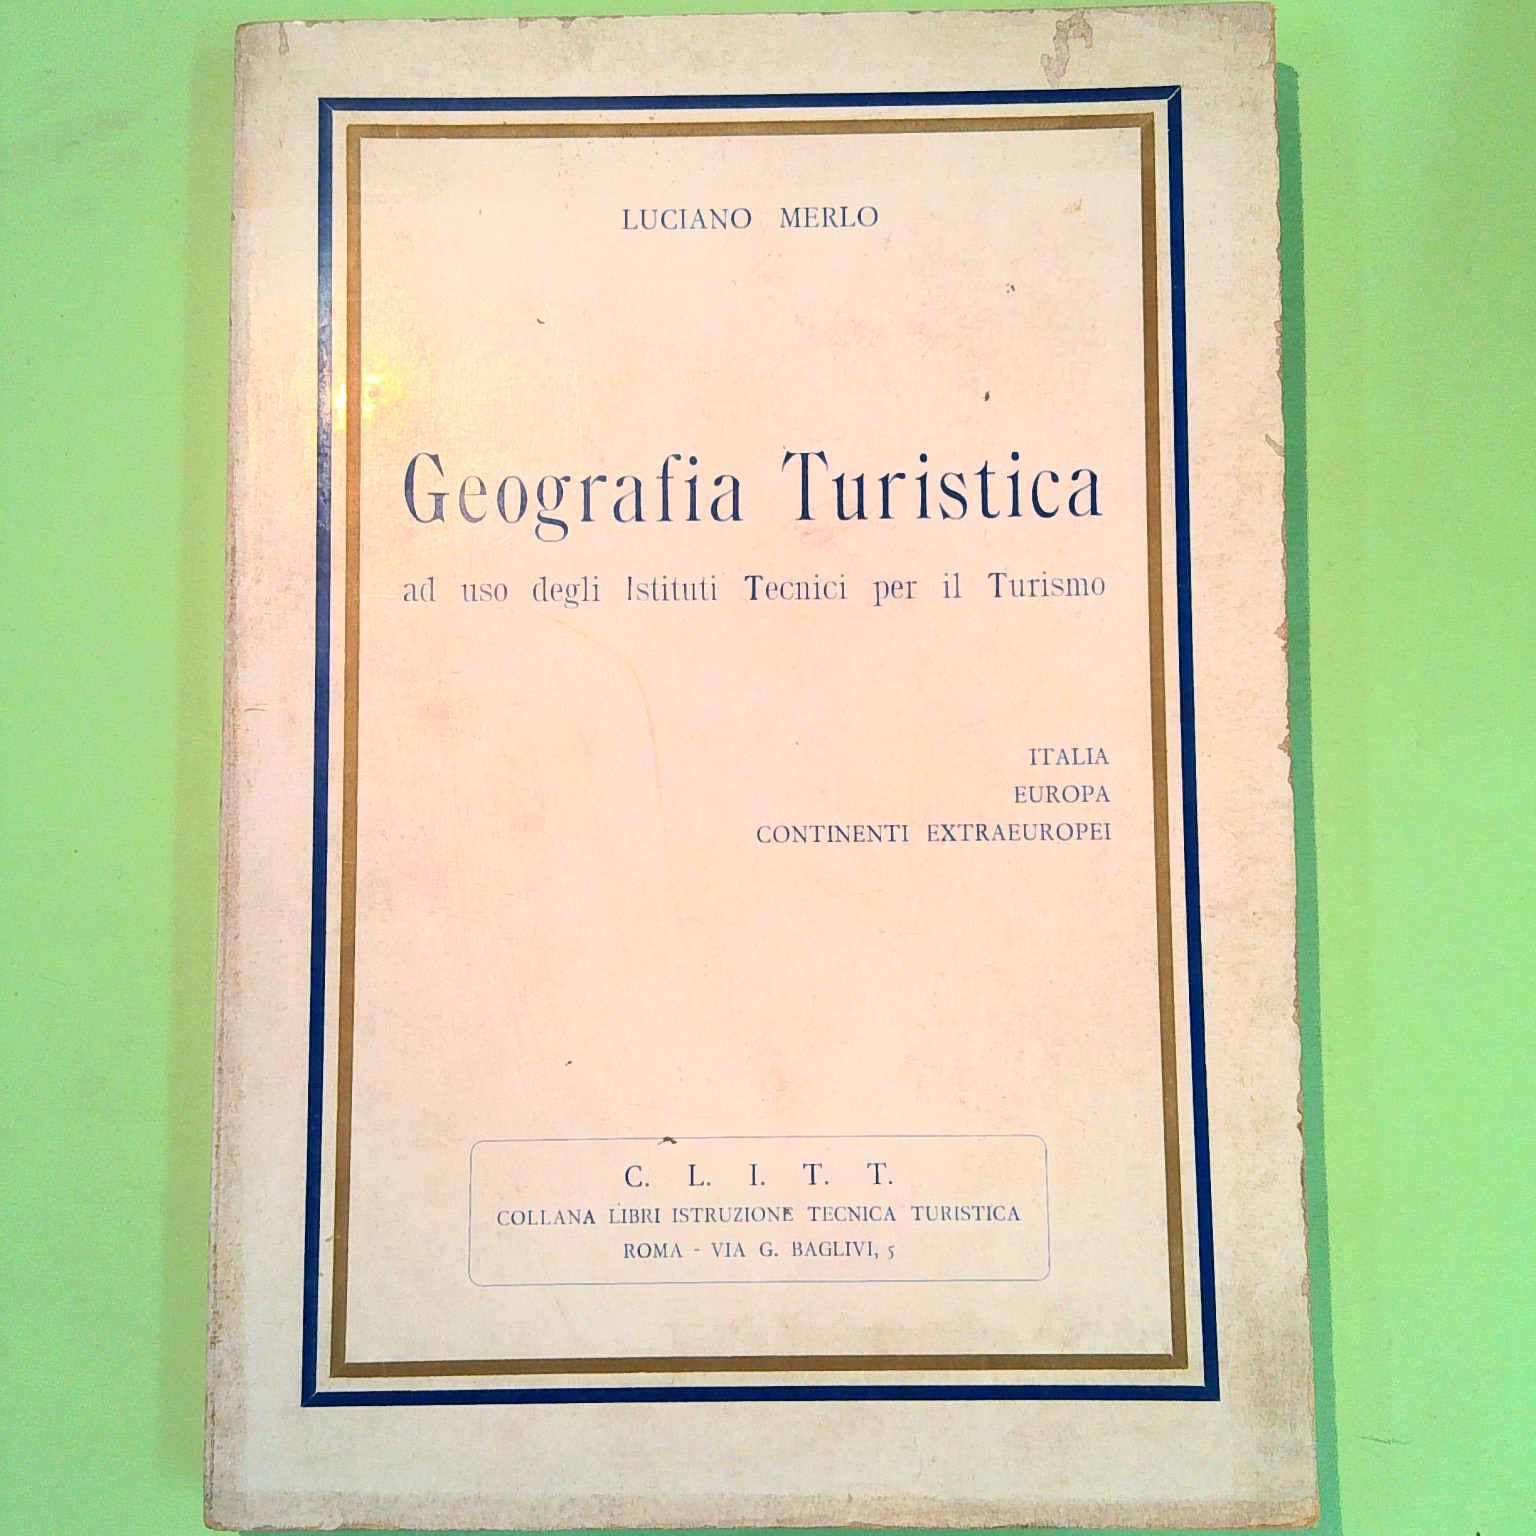 LUCIANO MERLO
Geografia Turistica
ad uso degli Istituti Tecnici per il Turismo
ITALIA
EUROPA
CONTINENTI EXTRAEUROPEI
C. L. I. T. T.
COLLANA LIBRI ISTRUZIONE TECNICA TURISTICA
ROMA - VIA G. BAGLIVI, 5